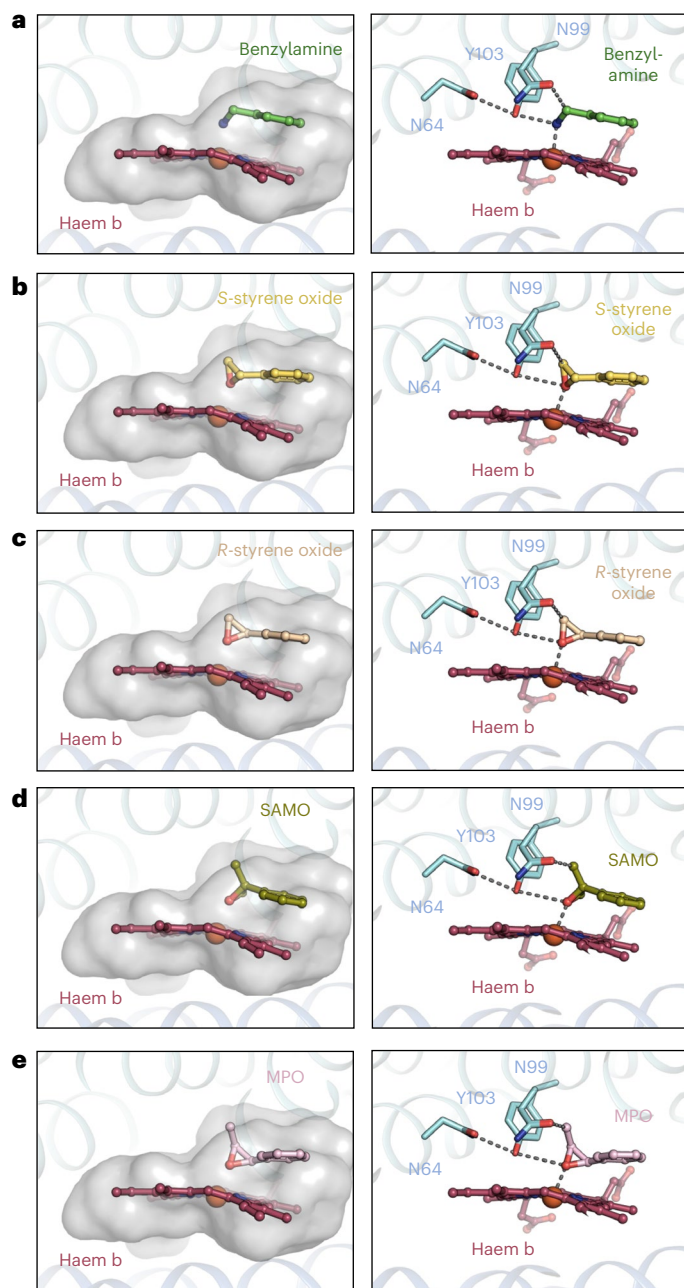 a
Benzylamine
Haem b
N99
Y103
Benzyl-
amine
N64
Haem b
b
S-styrene oxide
Haem b
N99
Y103
S-styrene
oxide
N64
Haem b
c
R-styrene oxide
Haem b
N99
Y103
R-styrene
oxide
N64
Haem b
d
SAMO
Haem b
N99
Y103
SAMO
N64
Haem b
e
MPO
Haem b
N99
Y103
MPO
N64
Haem b